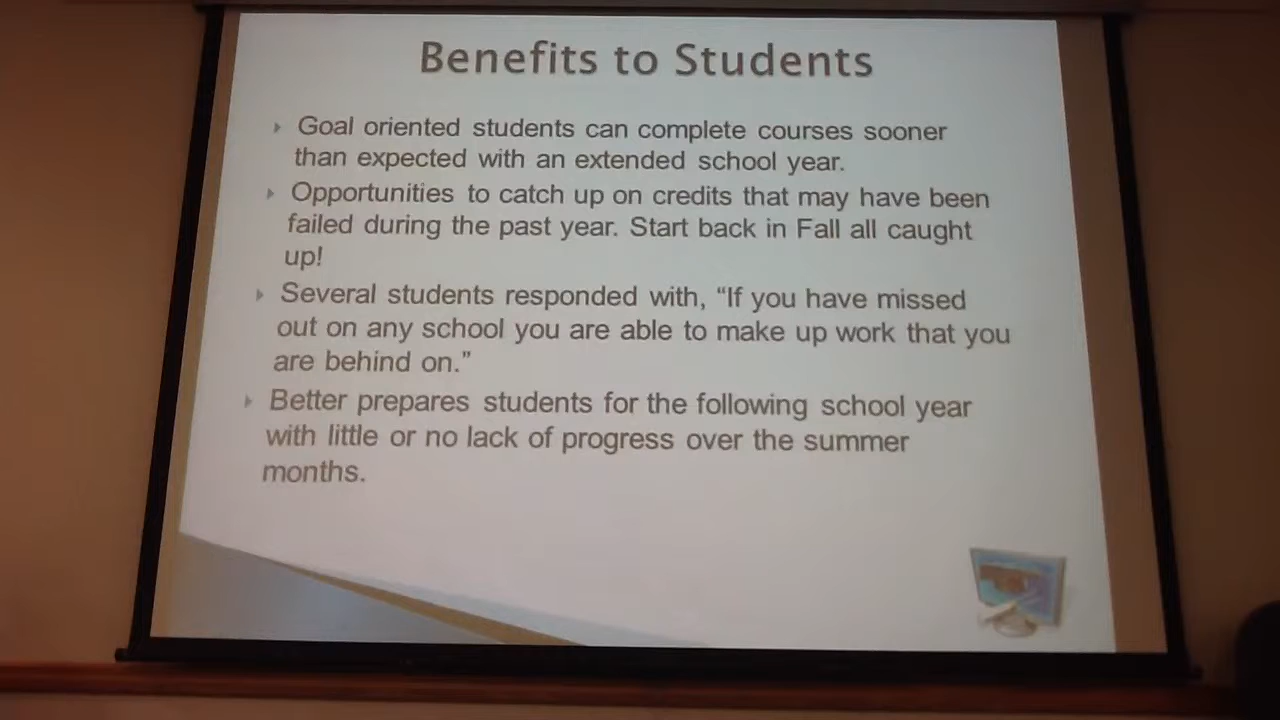 Benefits to Students
Goal oriented students can complete courses sooner
than expected with an extended school year.
Opportunities to catch up on credits that may have been
failed during the past year. Start back in Fall all caught
up!
Several students responded with, “If you have missed
out on any school you are able to make up work that you
are behind on.”
Better prepares students for the following school year
with little or no lack of progress over the summer
months.